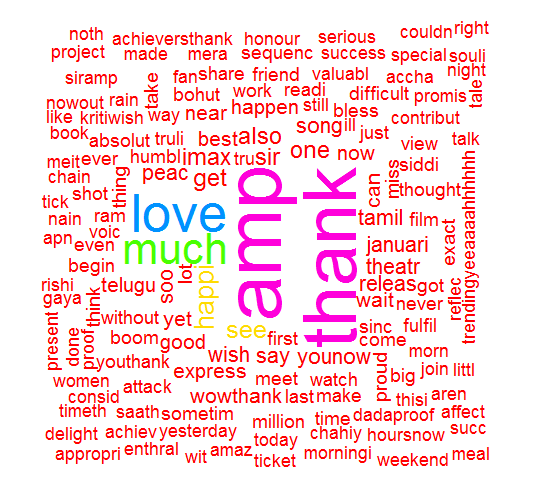 noth achieversthank honour serious couldn right
project made mera sequenc success special souli
siramp take fan share friend valuabl accha night
nowout rain bohut work readi difficult promis tale
like kritiwish way near happen still bless contribut
book absolut truli best also song ill just view talk
meit ever humbl imax tru sir one now miss siddi
chain thing peac get can thought
tick shot love amp thank tamil film
nain ram voic much januari exact
apn even theatr
begin telugu soo lot happi releas got reflec trendingyeeaaaahhhhhh
rishi gaya think wait never
without yet see first sinc fulfil
present done proof boom good wish say younow come morn
youthank express meet watch proud big join littl
women attack wowthank last make thisi aren
consid
timeth saath sometim million time dadaproof affect
delight achiev yesterday today chahiy hoursnow succ
appropri enthral wit amaz ticket morningi weekend meal